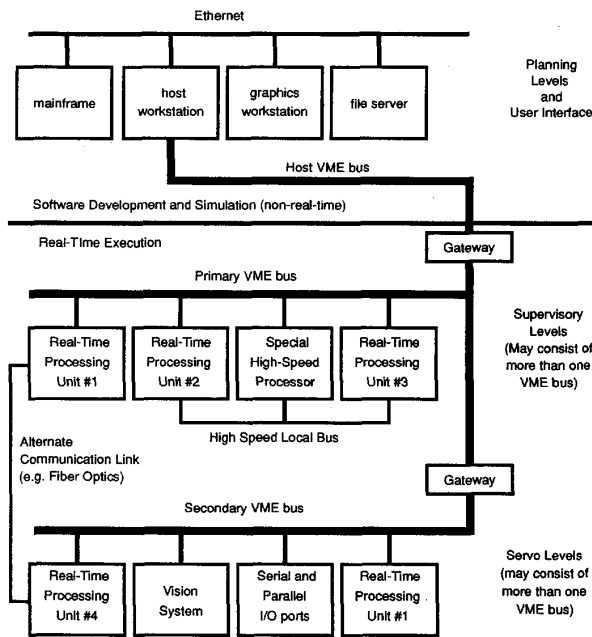 Ethernet
mainframe
host
workstation
graphics
workstation
file server
Planning
Levels
and
User Interface
Host VME bus
Software Development and Simulation (non-real-time)
Real-TIme Execution
Gateway
Primary VME bus
Real-Time
Processing
Unit #1
Real-Time
Processing
Unit #2
Special
High-Speed
Processor
Real-Time
Processing
Unit #3
Supervisory
Levels
(May consist of
more than one
VME bus)
High Speed Local Bus
Alternate
Communication Link
(e.g. Fiber Optics)
Gateway
Secondary VME bus
Real-Time
Processing
Unit #4
Vision
System
Serial and
Parallel
I/O ports
Real-Time
Processing
Unit #1
Servo Levels
(may consist of
more than one
VME bus)